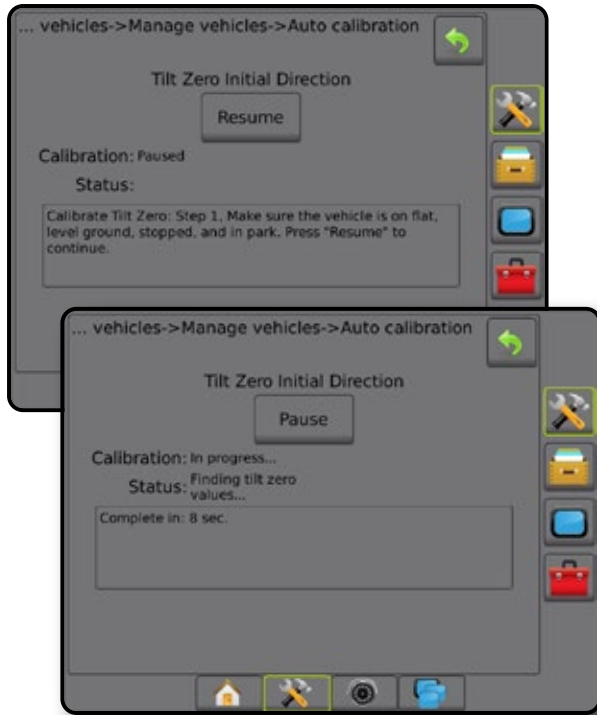 ... vehicles->Manage vehicles->Auto calibration
Tilt Zero Initial Direction
Resume
Calibration: Paused
Status:
Calibrate Tilt Zero: Step 1, Make sure the vehicle is on flat,
level ground, stopped, and in park. Press "Resume" to
continue.
... vehicles->Manage vehicles->Auto calibration
Tilt Zero Initial Direction
Pause
Calibration: In progress...
Status: Finding tilt zero
values...
Complete in: 8 sec.